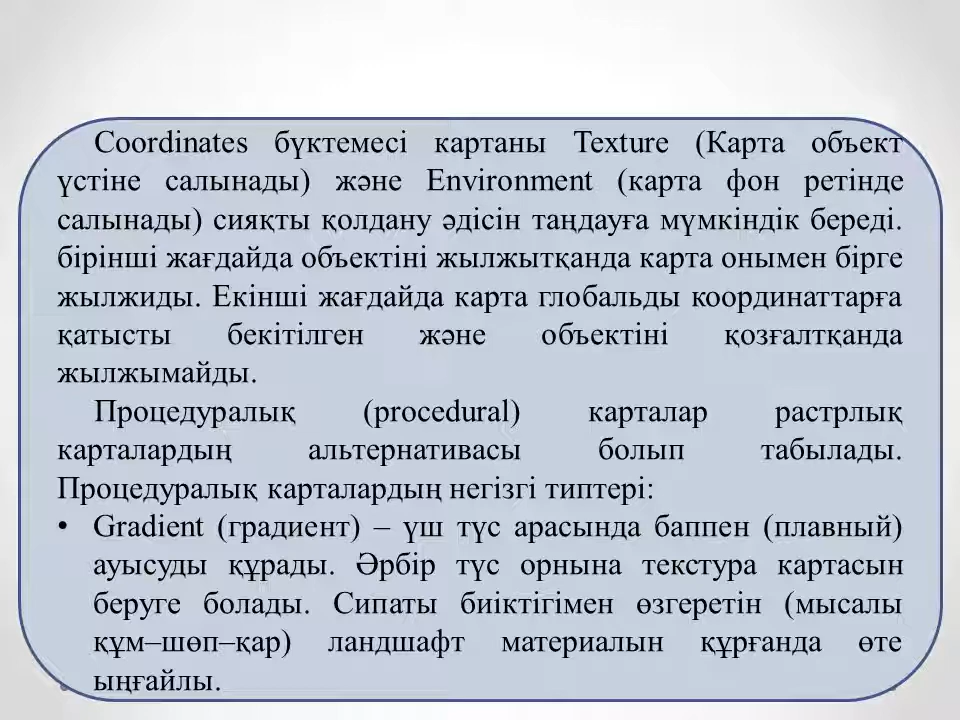 Coordinates бүктемесі картаны Texture (Карта объект
үстіне салынады) және Environment (карта фон ретінде
салынады) сияқты қолдану әдісін таңдауға мүмкіндік береді.
бірінші жағдайда объектіні жылжытқанда карта онымен бірге
жылжиды. Екінші жағдайда карта глобальды координаттарға
қатысты бекітілген және объектіні қозғалтқанда
жылжымайды.
Процедуралық (procedural) карталар растрлық
карталардың альтернативасы болып табылады.
Процедуралық карталардың негізгі типтері:
• Gradient (градиент) – үш түс арасында баппен (плавный)
ауысуды құрады. Әрбір түс орнына текстура картасын
беруге болады. Сипаты биіктігімен өзгеретін (мысалы
құм–шөп–қар) ландшафт материалын құрғанда өте
ыңғайлы.